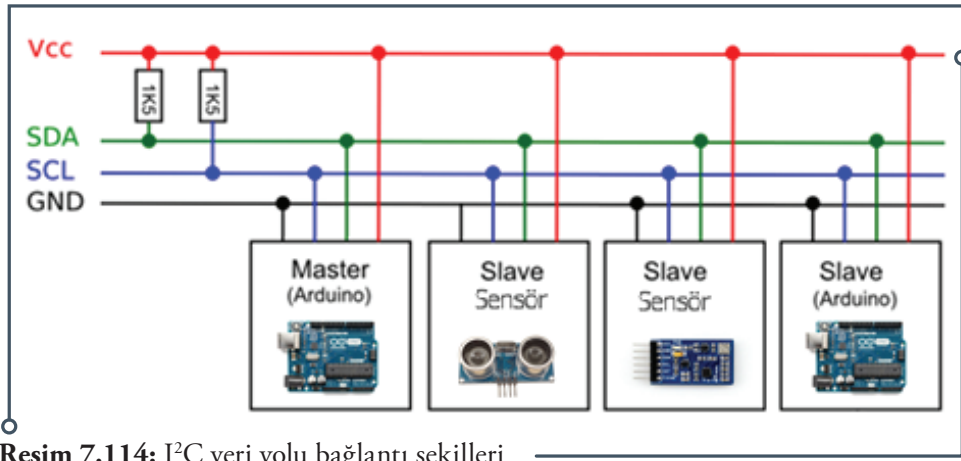 Vcc
1K5
1K5
SDA
SCL
GND
Master
(Arduino)
Slave
Sensör
Slave
Sensör
Slave
(Arduino)
Resim 7.114: I²C veri yolu bağlantı şekilleri